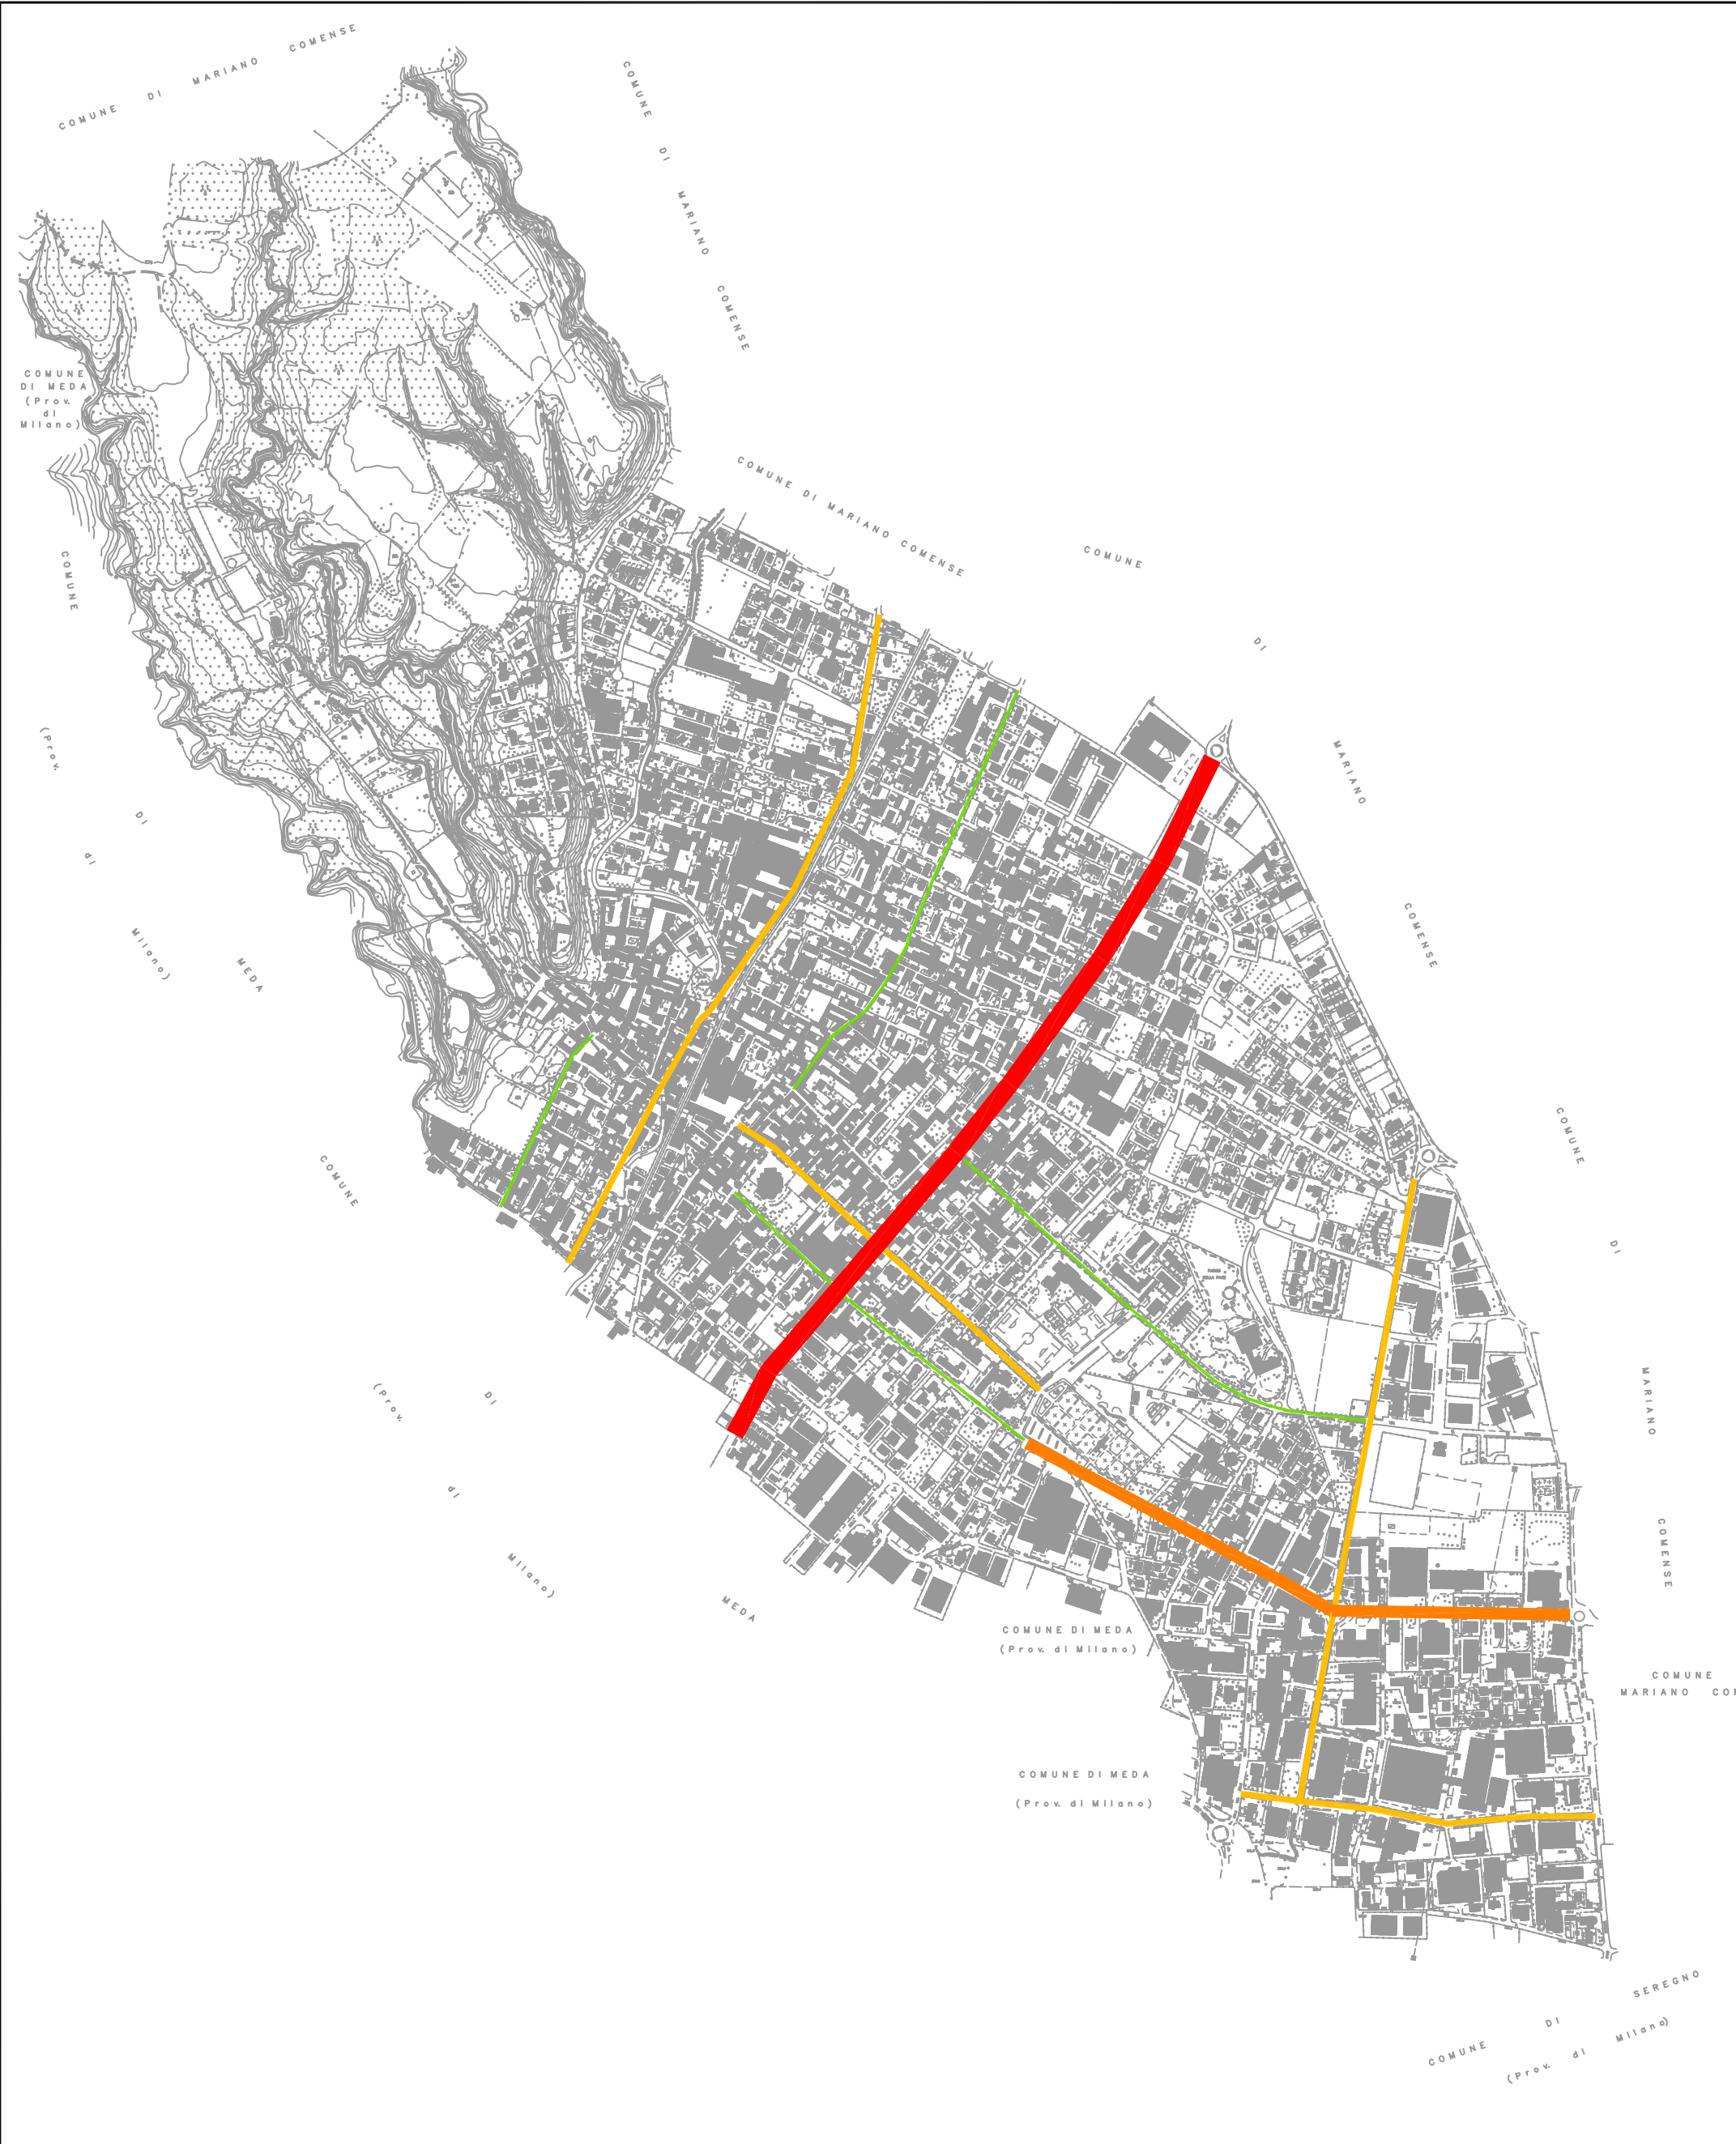 COMUNE DI MARIANO COMENSE
COMUNE DI MARIANO COMENSE
COMUNE
DI MEDA
(Prov.
di
Milano)
COMUNE DI MARIANO COMENSE
COMUNE DI MARIANO COMENSE
COMUNE DI MEDA
(Prov. di Milano)
COMUNE DI MEDA
(Prov. di Milano)
COMUNE DI MARIANO COMENSE
COMUNE DI MEDA
(Prov. di Milano)
COMUNE
MARIANO
COMUNE DI MEDA
(Prov. di Milano)
COMUNE DI SEREGNO
(Prov. di Milano)